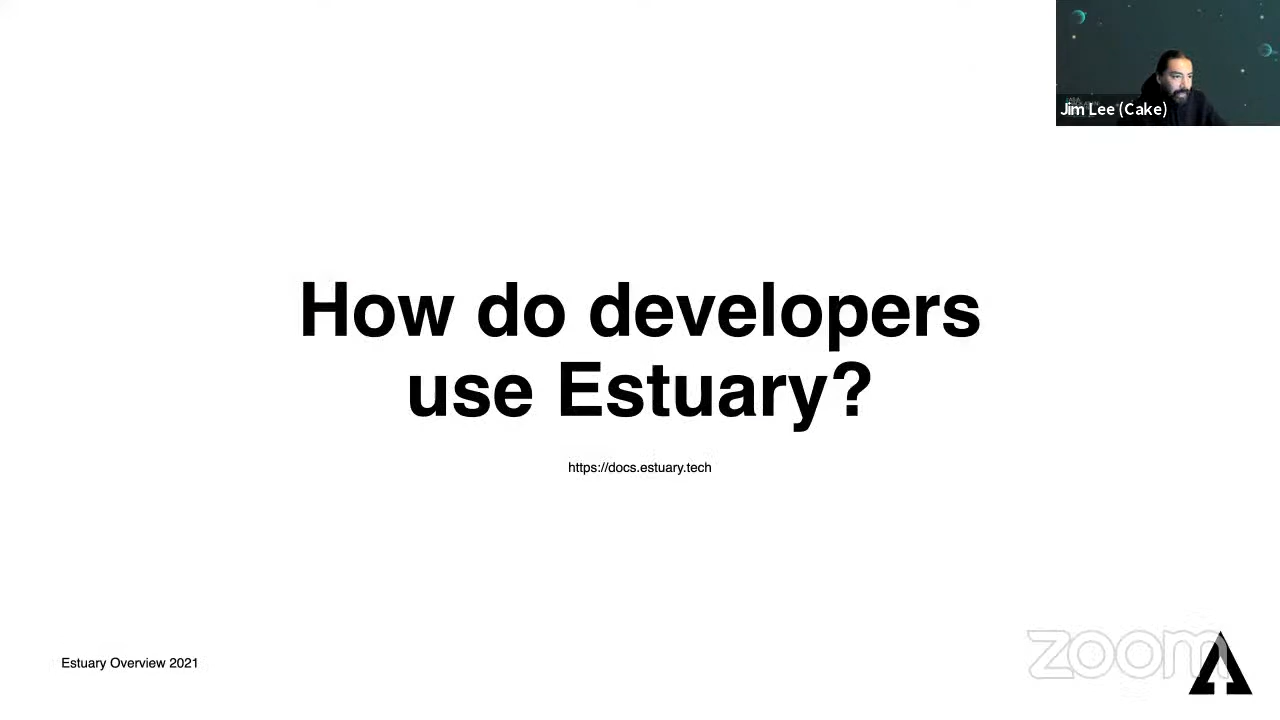 Jim Lee (Cake)
How do developers
use Estuary?
https://docs.estuary.tech
Estuary Overview 2021
zoom